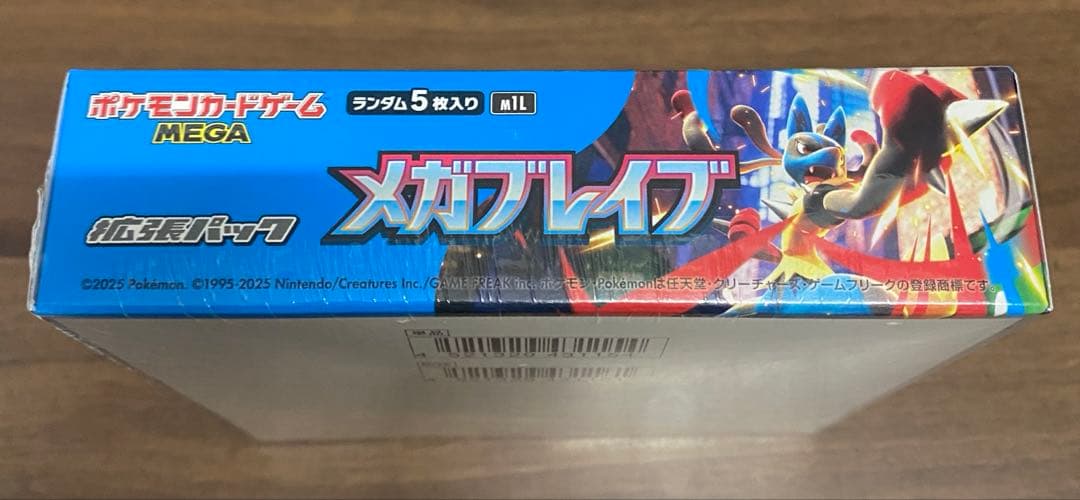 ポケモンカードゲーム
MEGA
ランダム5枚入り M1L
メガブレイブ
拡張パック
©2025 Pokémon. ©1995-2025 Nintendo/Creatures Inc./GAME FREAK inc. ポケモン・Pokémonは任天堂・クリーチャーズ・ゲームフリークの登録商標です。